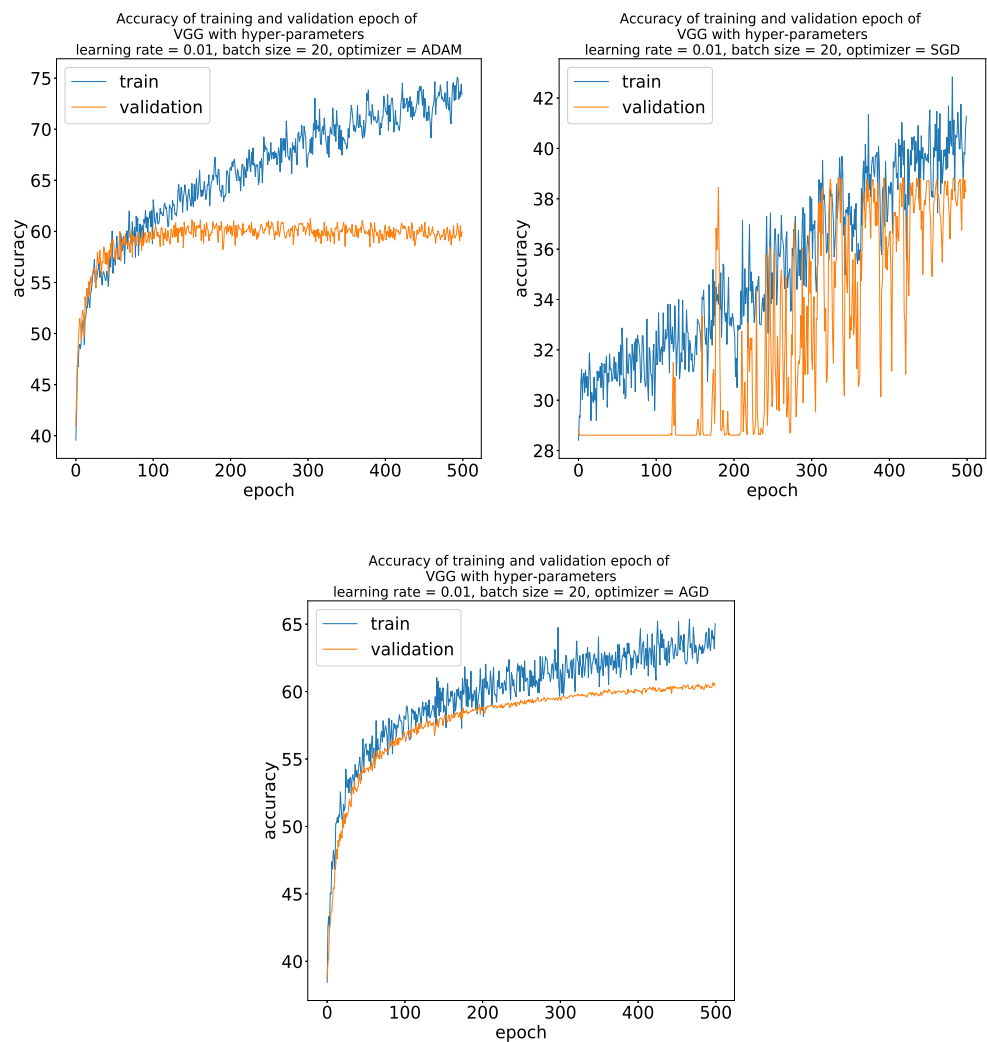 Accuracy of training and validation epoch of
VGG with hyper-parameters
learning rate = 0.01, batch size = 20, optimizer = ADAM
train
validation
75
70
65
60
55
50
45
40
accuracy
0 100 200 300 400 500
epoch
Accuracy of training and validation epoch of
VGG with hyper-parameters
learning rate = 0.01, batch size = 20, optimizer = SGD
train
validation
42
40
38
36
34
32
30
28
accuracy
0 100 200 300 400 500
epoch
Accuracy of training and validation epoch of
VGG with hyper-parameters
learning rate = 0.01, batch size = 20, optimizer = AGD
train
validation
65
60
55
50
45
40
accuracy
0 100 200 300 400 500
epoch